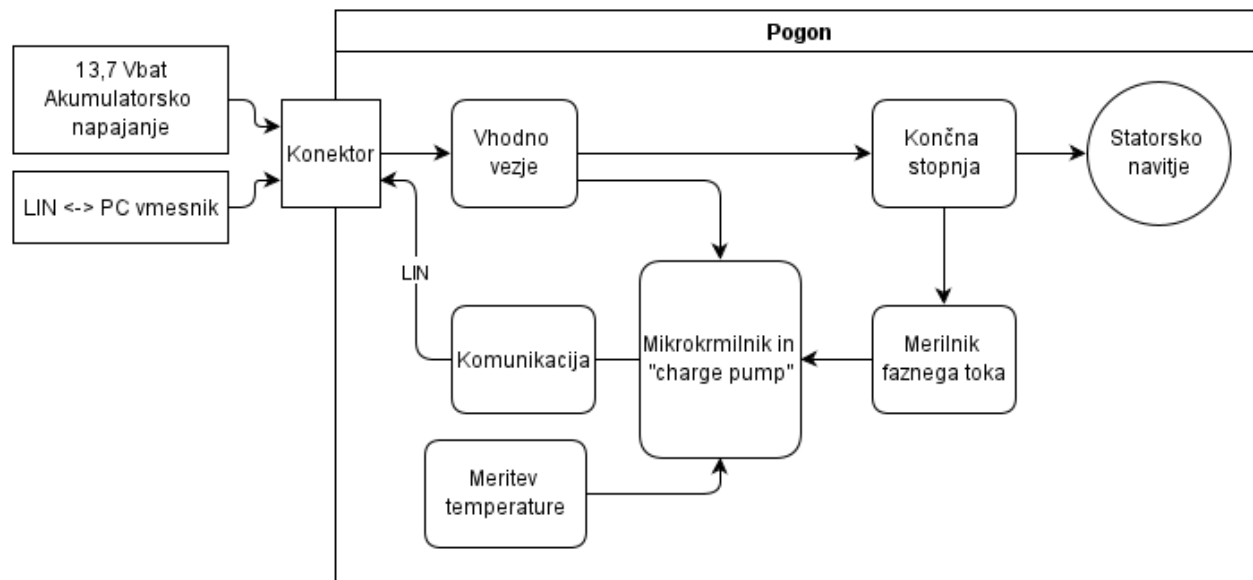 Pogon
13,7 Vbat
Akumulatorsko
napajanje
LIN <-> PC vmesnik
Konektor
Vhodno
vezje
Končna
stopnja
Statorsko
navitje
LIN
Komunikacija
Mikrokrmilnik in
"charge pump"
Merilnik
faznega toka
Meritev
temperature